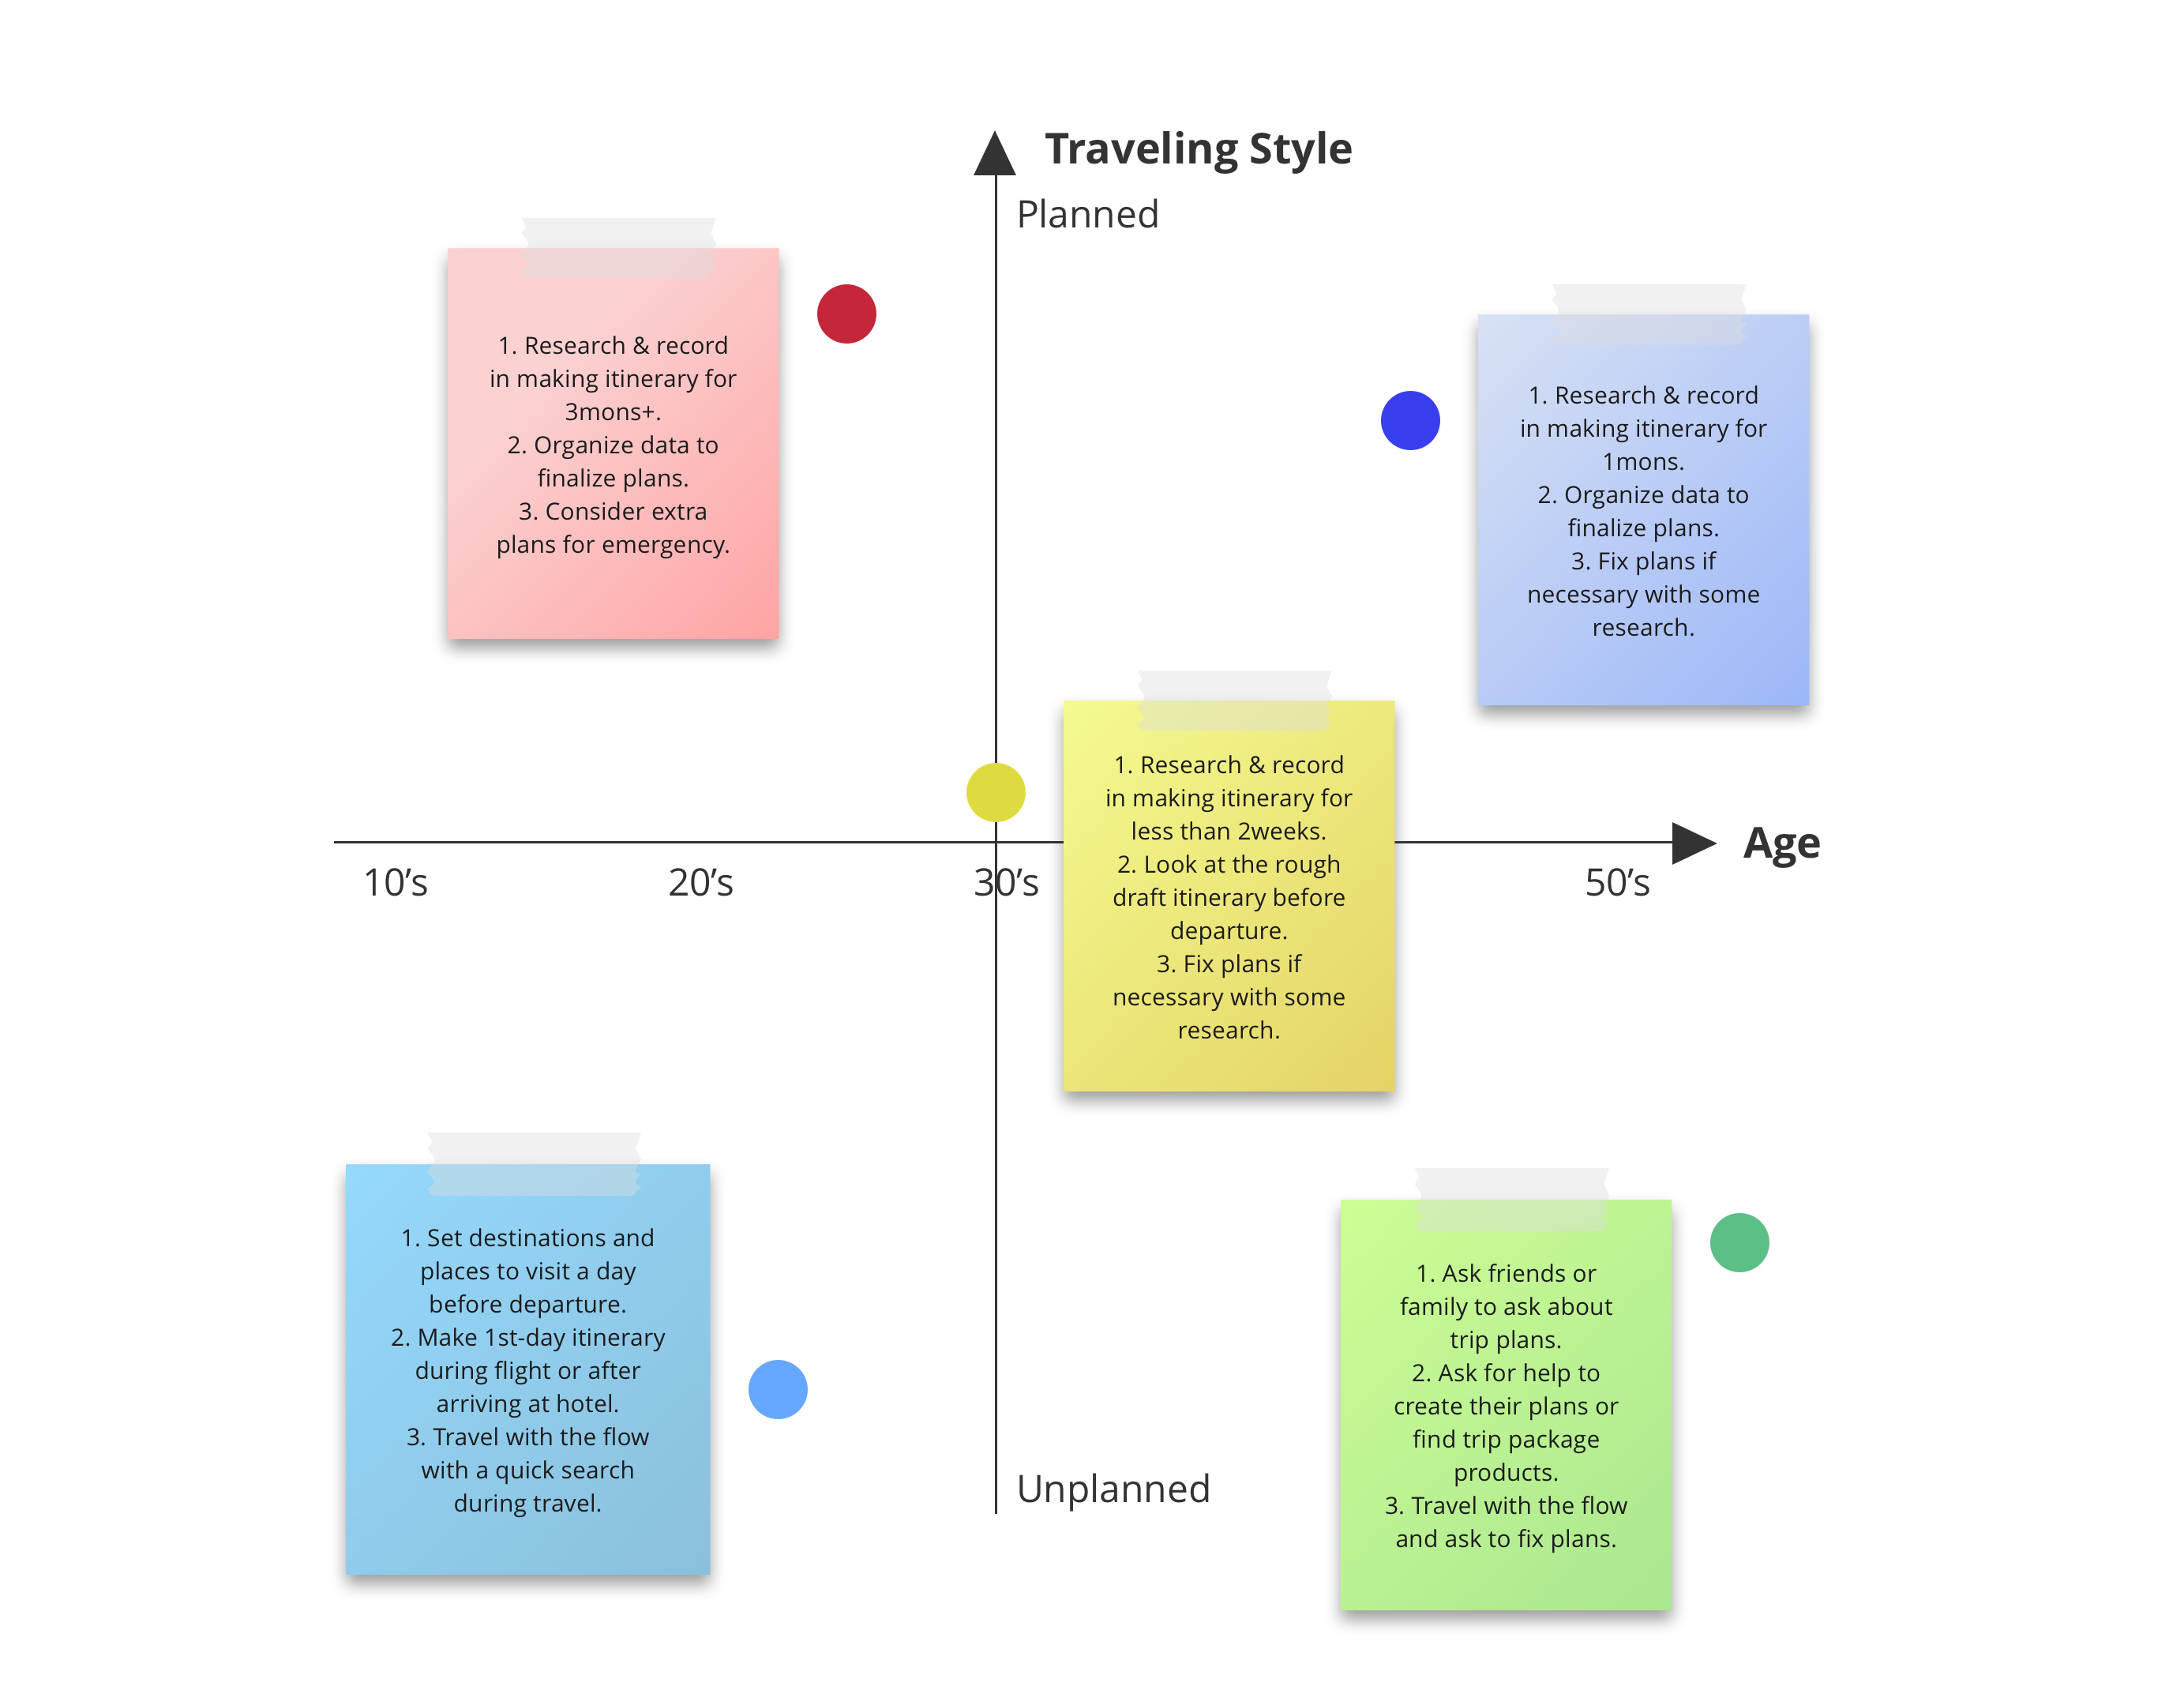 Traveling Style
Planned
1. Research & record
in making itinerary for
3mons+.
2. Organize data to
finalize plans.
3. Consider extra
plans for emergency.
1. Research & record
in making itinerary for
1mons.
2. Organize data to
finalize plans.
3. Fix plans if
necessary with some
research.
1. Research & record
in making itinerary for
less than 2weeks.
2. Look at the rough
draft itinerary before
departure.
3. Fix plans if
necessary with some
research.
Age
10’s
20’s
30’s
50’s
1. Set destinations and
places to visit a day
before departure.
2. Make 1st-day itinerary
during flight or after
arriving at hotel.
3. Travel with the flow
with a quick search
during travel.
Unplanned
1. Ask friends or
family to ask about
trip plans.
2. Ask for help to
create their plans or
find trip package
products.
3. Travel with the flow
and ask to fix plans.